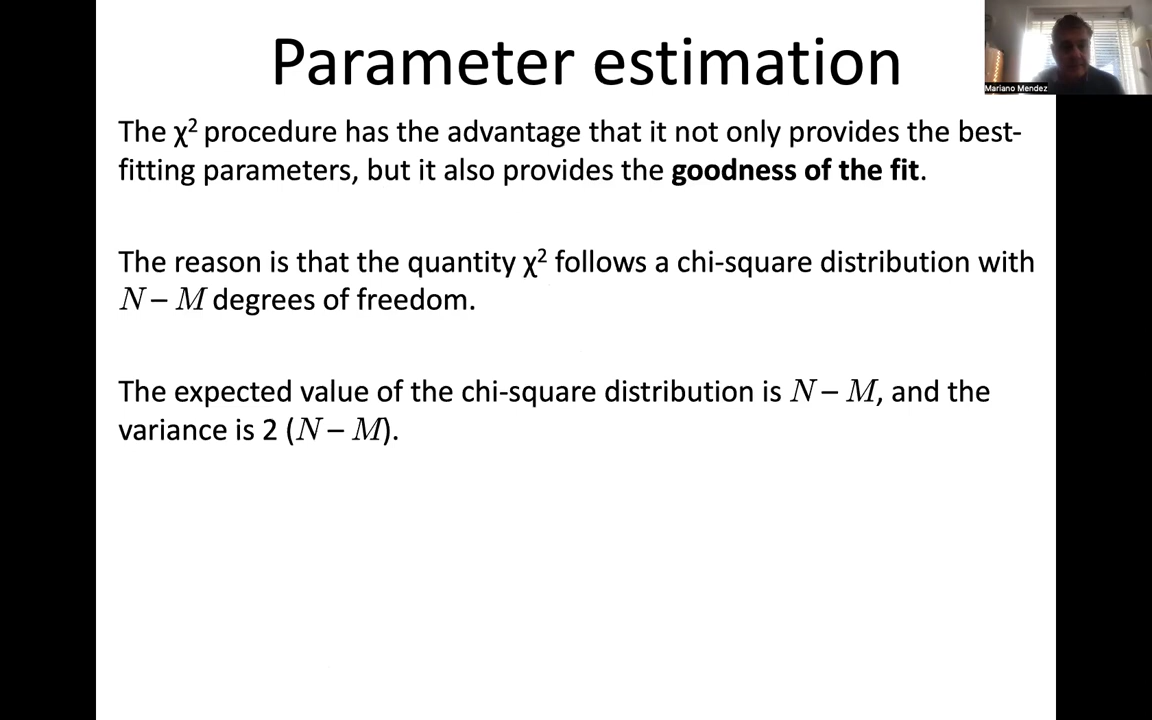 Parameter estimation
Mariano Mendez
The χ² procedure has the advantage that it not only provides the best-
fitting parameters, but it also provides the goodness of the fit.
The reason is that the quantity χ² follows a chi-square distribution with
N – M degrees of freedom.
The expected value of the chi-square distribution is N – M, and the
variance is 2 (N – M).